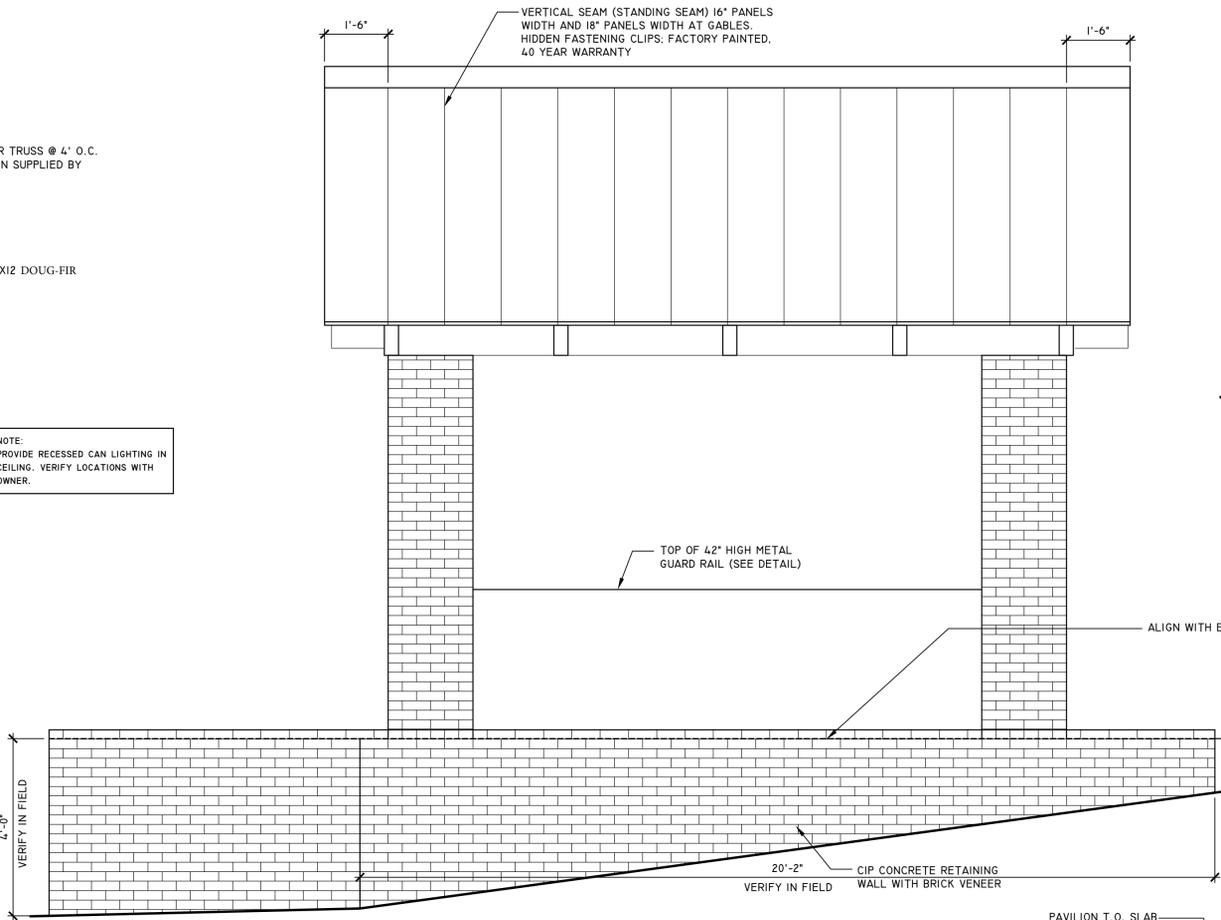 1'-6"
VERTICAL SEAM (STANDING SEAM) 16" PANELS
WIDTH AND 18" PANELS WIDTH AT GABLES.
HIDDEN FASTENING CLIPS; FACTORY PAINTED,
40 YEAR WARRANTY
1'-6"
R TRUSS @ 4' O.C.
N SUPPLIED BY
X12 DOUG-FIR
NOTE:
PROVIDE RECESSED CAN LIGHTING IN
CEILING. VERIFY LOCATIONS WITH
OWNER.
TOP OF 42" HIGH METAL
GUARD RAIL (SEE DETAIL)
ALIGN WITH E
4'-0"
VERIFY IN FIELD
20'-2"
VERIFY IN FIELD
CIP CONCRETE RETAINING
WALL WITH BRICK VENEER
PAVILION T.O. SLAB